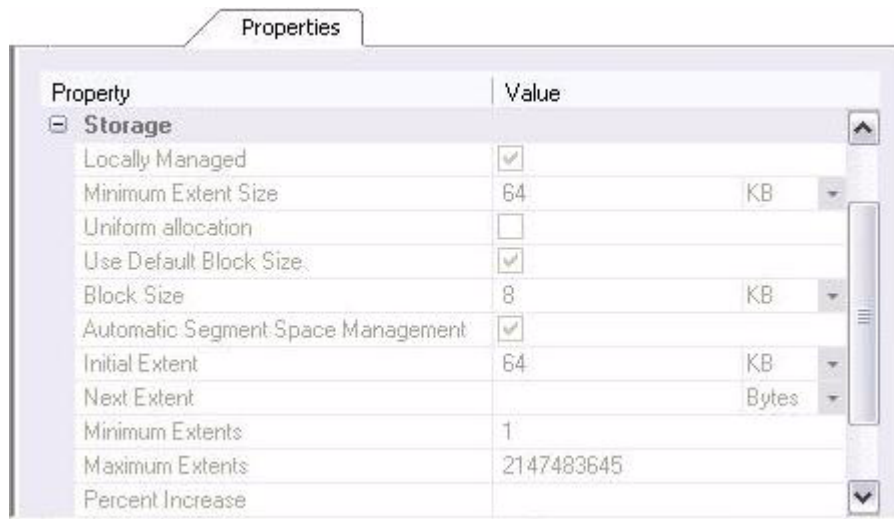 Properties
Property Value
Storage
Locally Managed
Minimum Extent Size 64 KB
Uniform allocation
Use Default Block Size
Block Size 8 KB
Automatic Segment Space Management
Initial Extent 64 KB
Next Extent Bytes
Minimum Extents 1
Maximum Extents 2147483645
Percent Increase